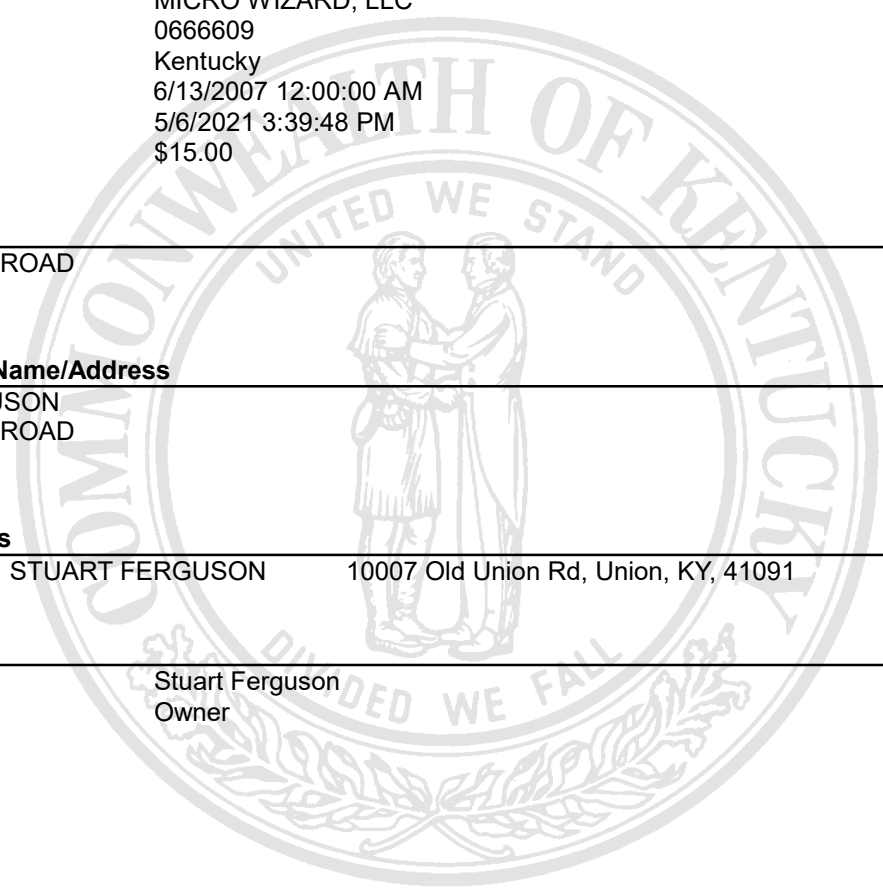 MICRO WIZARD, LLC
0666609
Kentucky
6/13/2007 12:00:00 AM
5/6/2021 3:39:48 PM
$15.00
ROAD
Name/Address
USON
ROAD
s
STUART FERGUSON 10007 Old Union Rd, Union, KY, 41091
Stuart Ferguson
Owner
COMMONWEALTH OF KENTUCKY
UNITED WE STAND
DIVIDED WE FALL